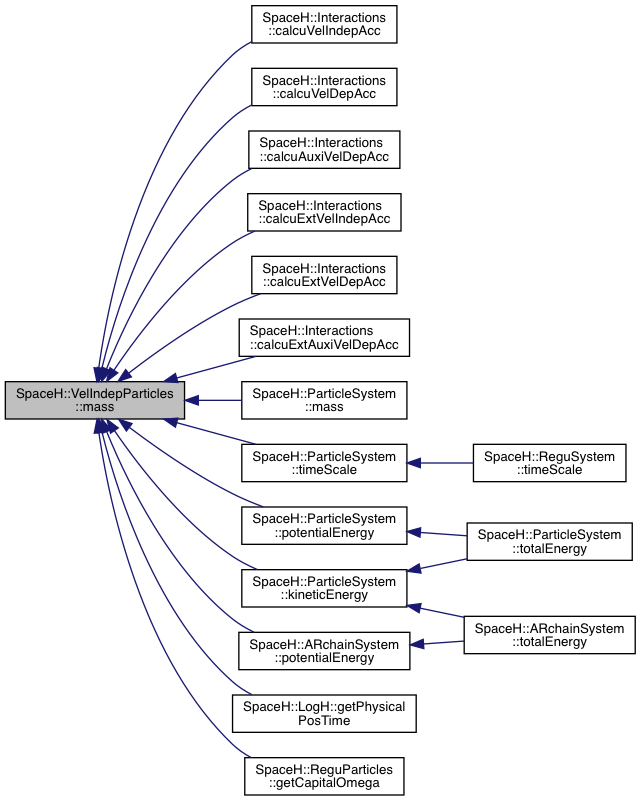 SpaceH::Interactions
::calcuVelIndepAcc
SpaceH::Interactions
::calcuVelDepAcc
SpaceH::Interactions
::calcuAuxiVelDepAcc
SpaceH::Interactions
::calcuExtVelIndepAcc
SpaceH::Interactions
::calcuExtVelDepAcc
SpaceH::Interactions
::calcuExtAuxiVelDepAcc
SpaceH::VelIndepParticles
::mass
SpaceH::ParticleSystem
::mass
SpaceH::ParticleSystem
::timeScale
SpaceH::ReguSystem
::timeScale
SpaceH::ParticleSystem
::potentialEnergy
SpaceH::ParticleSystem
::totalEnergy
SpaceH::ParticleSystem
::kineticEnergy
SpaceH::ARchainSystem
::totalEnergy
SpaceH::ARchainSystem
::potentialEnergy
SpaceH::LogH::getPhysical
PosTime
SpaceH::ReguParticles
::getCapitalOmega